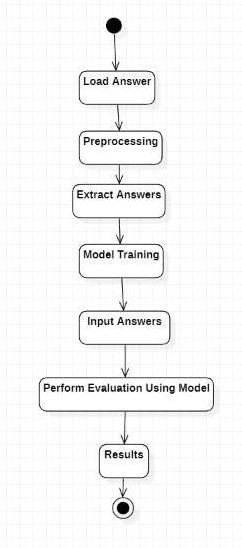 Load Answer
Preprocessing
Extract Answers
Model Training
Input Answers
Perform Evaluation Using Model
Results